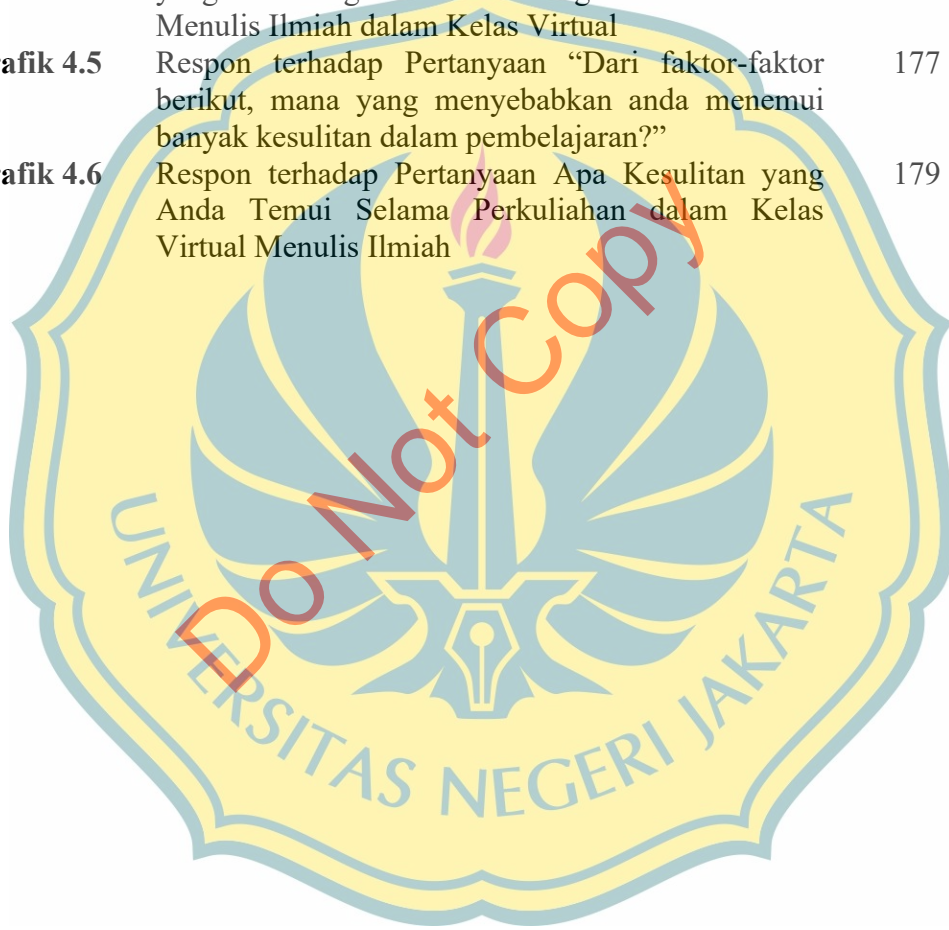 Menulis Ilmiah dalam Kelas Virtual
afik 4.5 Respon terhadap Pertanyaan “Dari faktor-faktor 177
berikut, mana yang menyebabkan anda menemui
banyak kesulitan dalam pembelajaran?”
afik 4.6 Respon terhadap Pertanyaan Apa Kesulitan yang 179
Anda Temui Selama Perkuliahan dalam Kelas
Virtual Menulis Ilmiah
Do Not Copy
UNIVERSITAS NEGERI JAKARTA